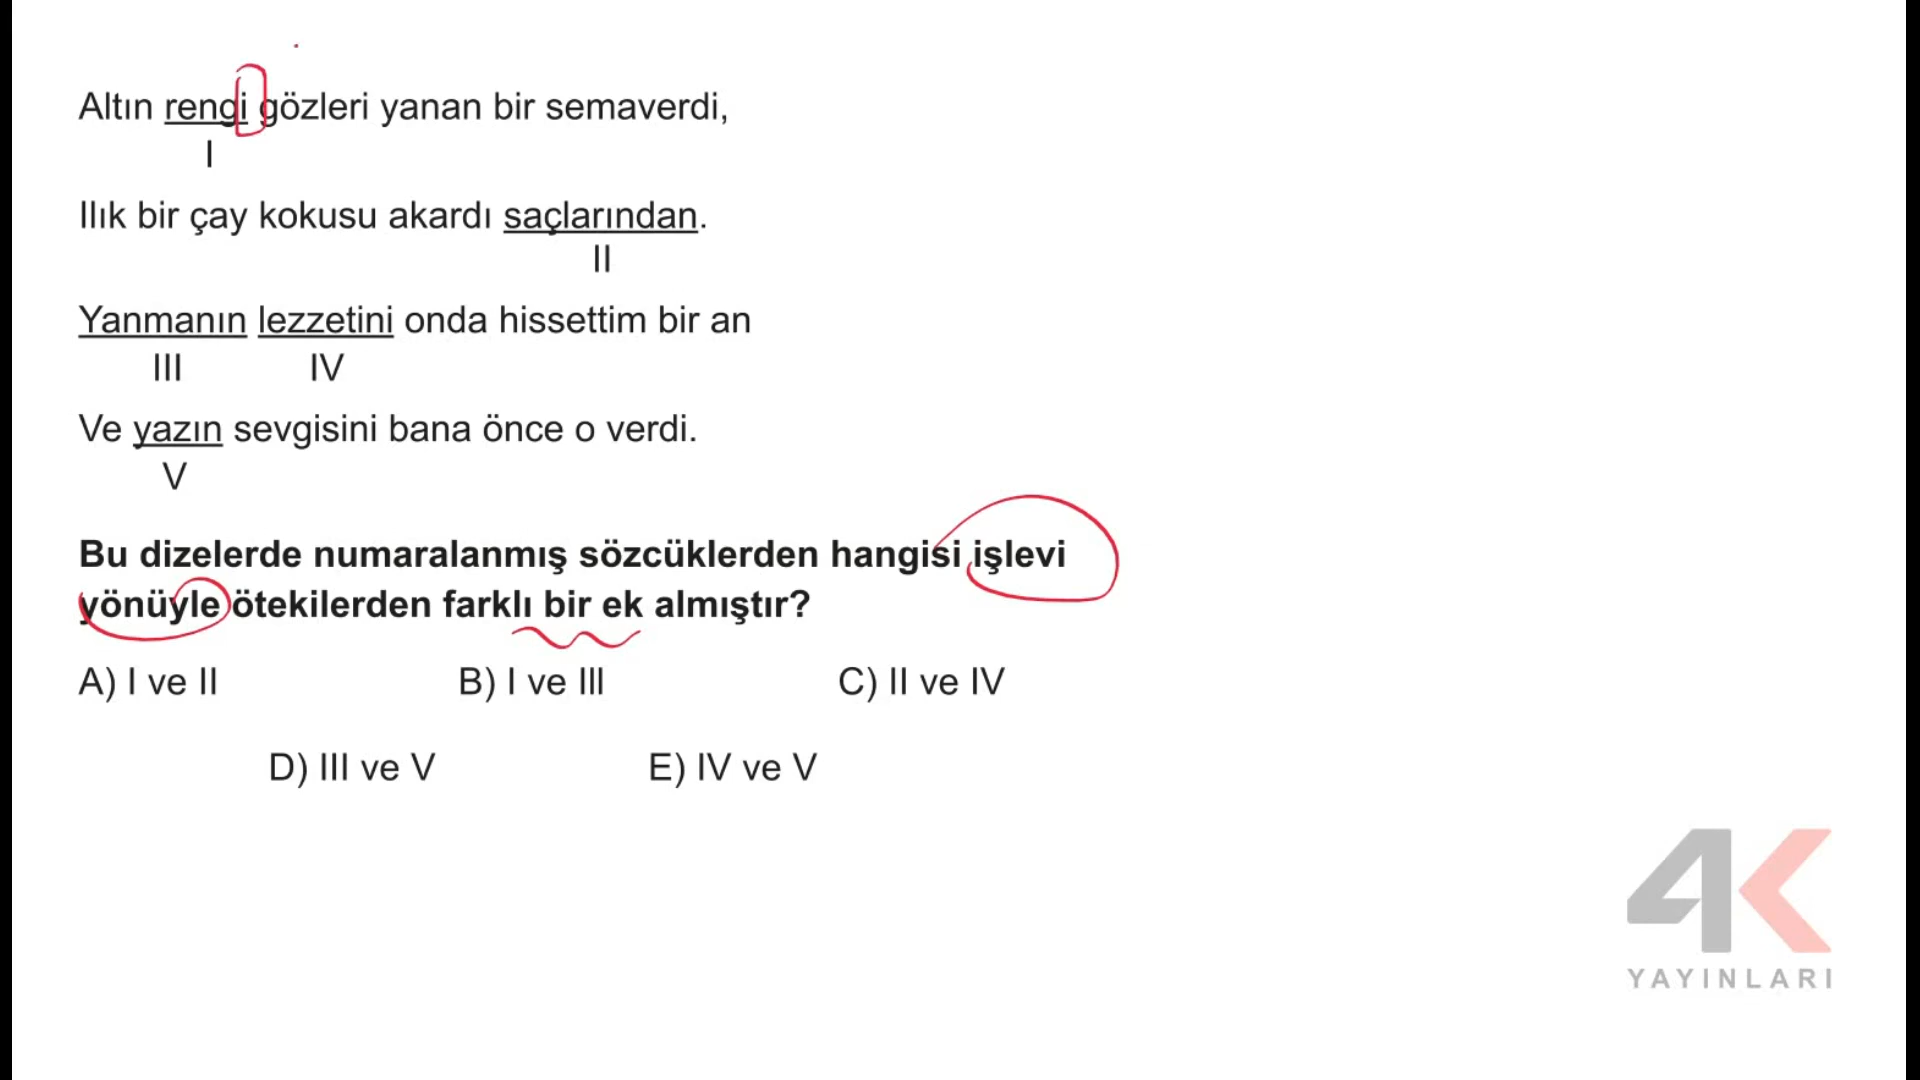 Altın rengi gözleri yanan bir semaverdi,
I
Ilık bir çay kokusu akardı saçlarından.
II
Yanmanın lezzetini onda hissettim bir an
III IV
Ve yazın sevgisini bana önce o verdi.
V
Bu dizelerde numaralanmış sözcüklerden hangisi işlevi
yönüyle ötekilerden farklı bir ek almıştır?
A) I ve II B) I ve III C) II ve IV
D) III ve V E) IV ve V
4K
YAYINLARI